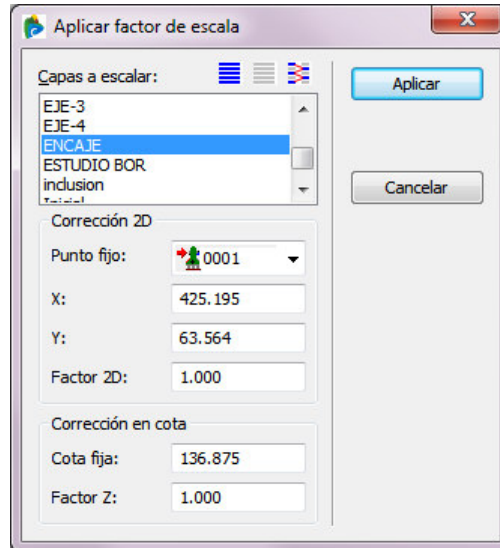 Aplicar factor de escala
Capas a escalar:
EJE-3
EJE-4
ENCAJE
ESTUDIO BOR
inclusion
Inicial
Aplicar
Cancelar
Corrección 2D
Punto fijo: 0001
X: 425.195
Y: 63.564
Factor 2D: 1.000
Corrección en cota
Cota fija: 136.875
Factor Z: 1.000